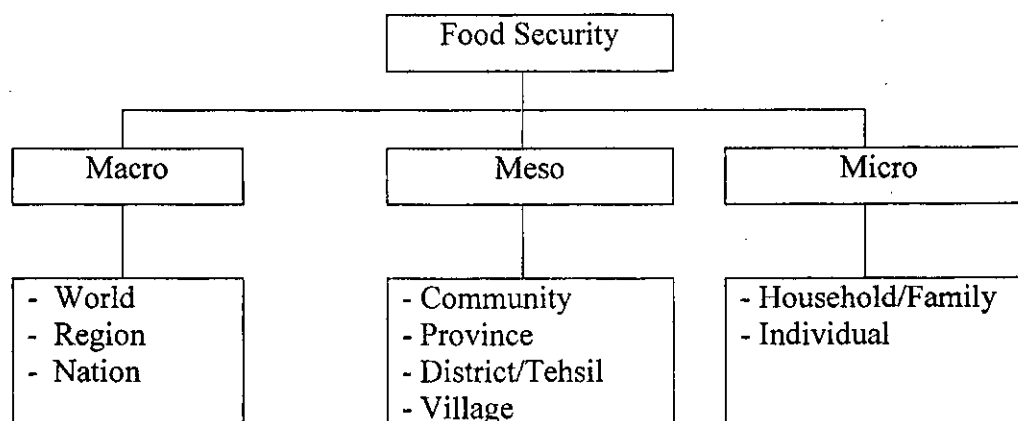 Food Security
Macro
Meso
Micro
- World
- Region
- Nation
- Community
- Province
- District/Tehsil
- Village
- Household/Family
- Individual